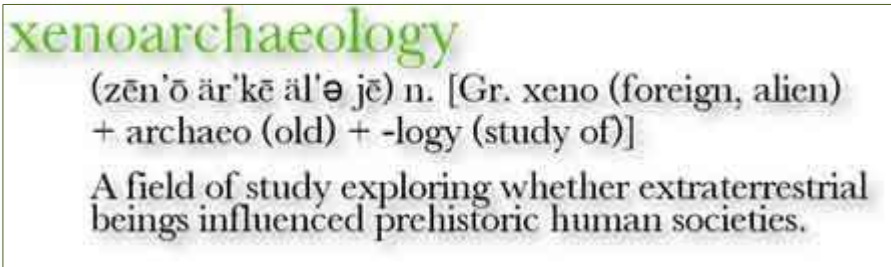 xenoarchaeology
(zēn'ō är'kē äl'ə jē) n. [Gr. xeno (foreign, alien)
+ archaeo (old) + -logy (study of)]
A field of study exploring whether extraterrestrial
beings influenced prehistoric human societies.